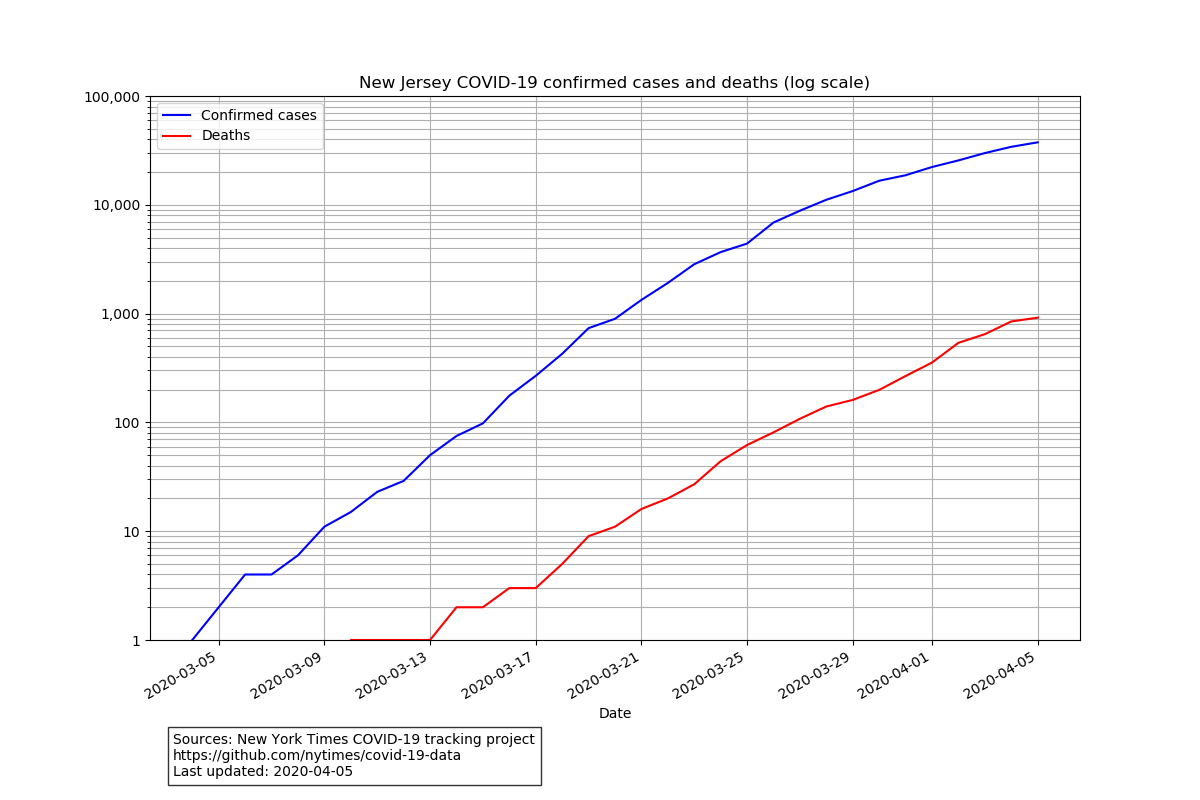 New Jersey COVID-19 confirmed cases and deaths (log scale)
100,000
10,000
1,000
100
10
1
Confirmed cases
Deaths
2020-03-05
2020-03-09
2020-03-13
2020-03-17
2020-03-21
2020-03-25
2020-03-29
2020-04-01
2020-04-05
Date
Sources: New York Times COVID-19 tracking project
https://github.com/nytimes/covid-19-data
Last updated: 2020-04-05